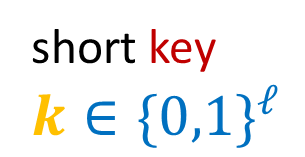 short key
k ∈ {0,1}^ℓ